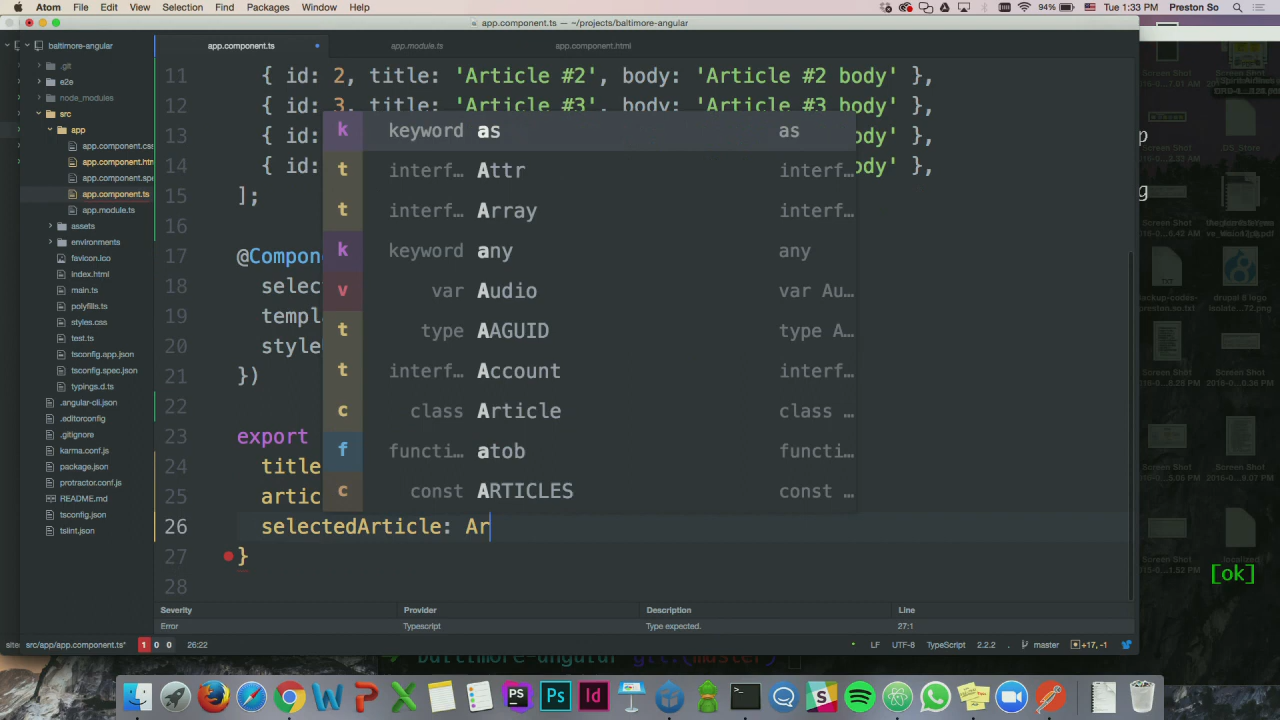 Atom File Edit View Selection Find Packages Window Help 94% Tue 1:33 PM Preston So
app.component.ts — ~/projects/baltimore-angular
baltimore-angular
app.component.ts
app.module.ts
app.component.html
.git
e2e
node_modules
src
app
app.component.css
app.component.htm
app.component.spe
app.component.ts
app.module.ts
assets
environments
favicon.ico
index.html
main.ts
polyfills.ts
styles.css
test.ts
tsconfig.app.json
tsconfig.spec.json
typings.d.ts
.angular-cli.json
.editorconfig
.gitignore
karma.conf.js
package.json
protractor.conf.js
README.md
tsconfig.json
tslint.json
11 { id: 2, title: 'Article #2', body: 'Article #2 body' },
12 { id: 3, title: 'Article #3', body: 'Article #3 body' },
13 { id: body' },
14 { id: body' },
15 ];
16
17 @Compon
18 selec
19 templ
20 style
21 })
22
23 export
24 title
25 artic
26 selectedArticle: Ar
27 }
28
k keyword as as
t interf… Attr interf…
t interf… Array interf…
k keyword any any
v var Audio var Au…
t type AAGUID type A…
t interf… Account interf…
c class Article class …
f functi… atob functi…
c const ARTICLES const …
Severity Provider Description Line
Error Typescript Type expected. 27:1
src/app/app.component.ts* 1 0 0 26:22 LF UTF-8 TypeScript 2.2.2 master +17, -1
baltimore-angular git:(master)
[ok]